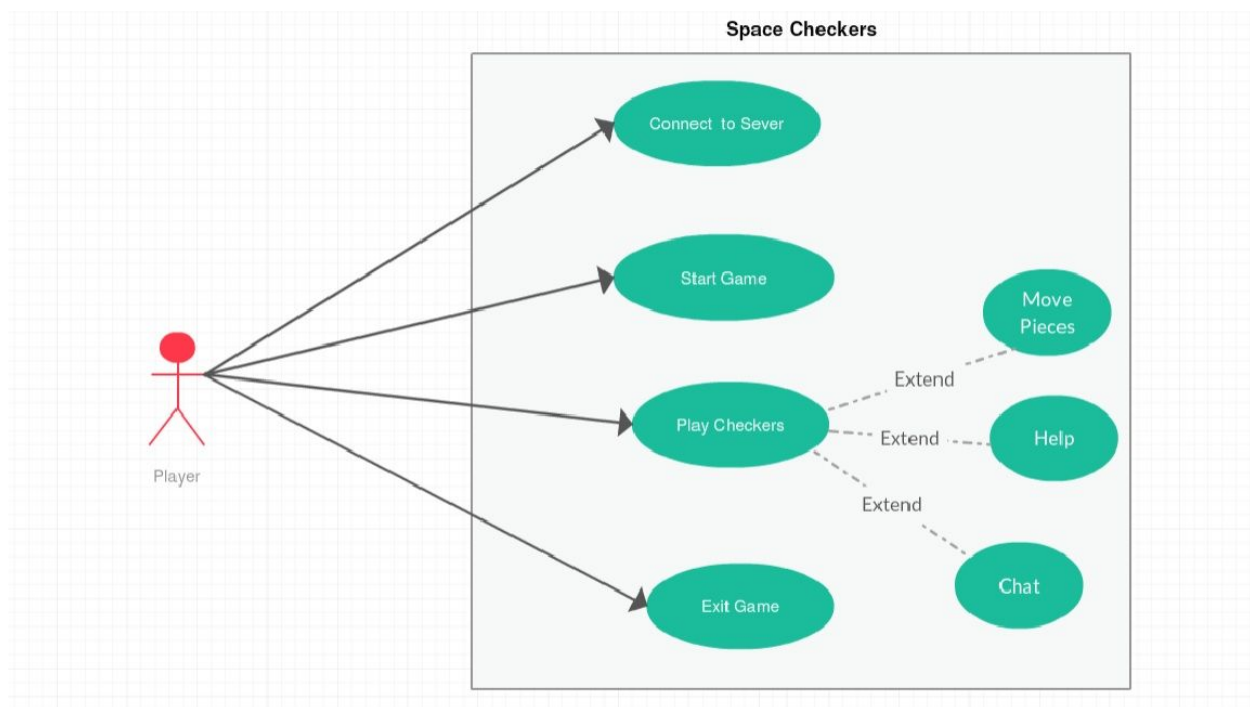 Space Checkers
Connect to Sever
Start Game
Move
Pieces
Extend
Play Checkers
Extend
Help
Player
Extend
Chat
Exit Game